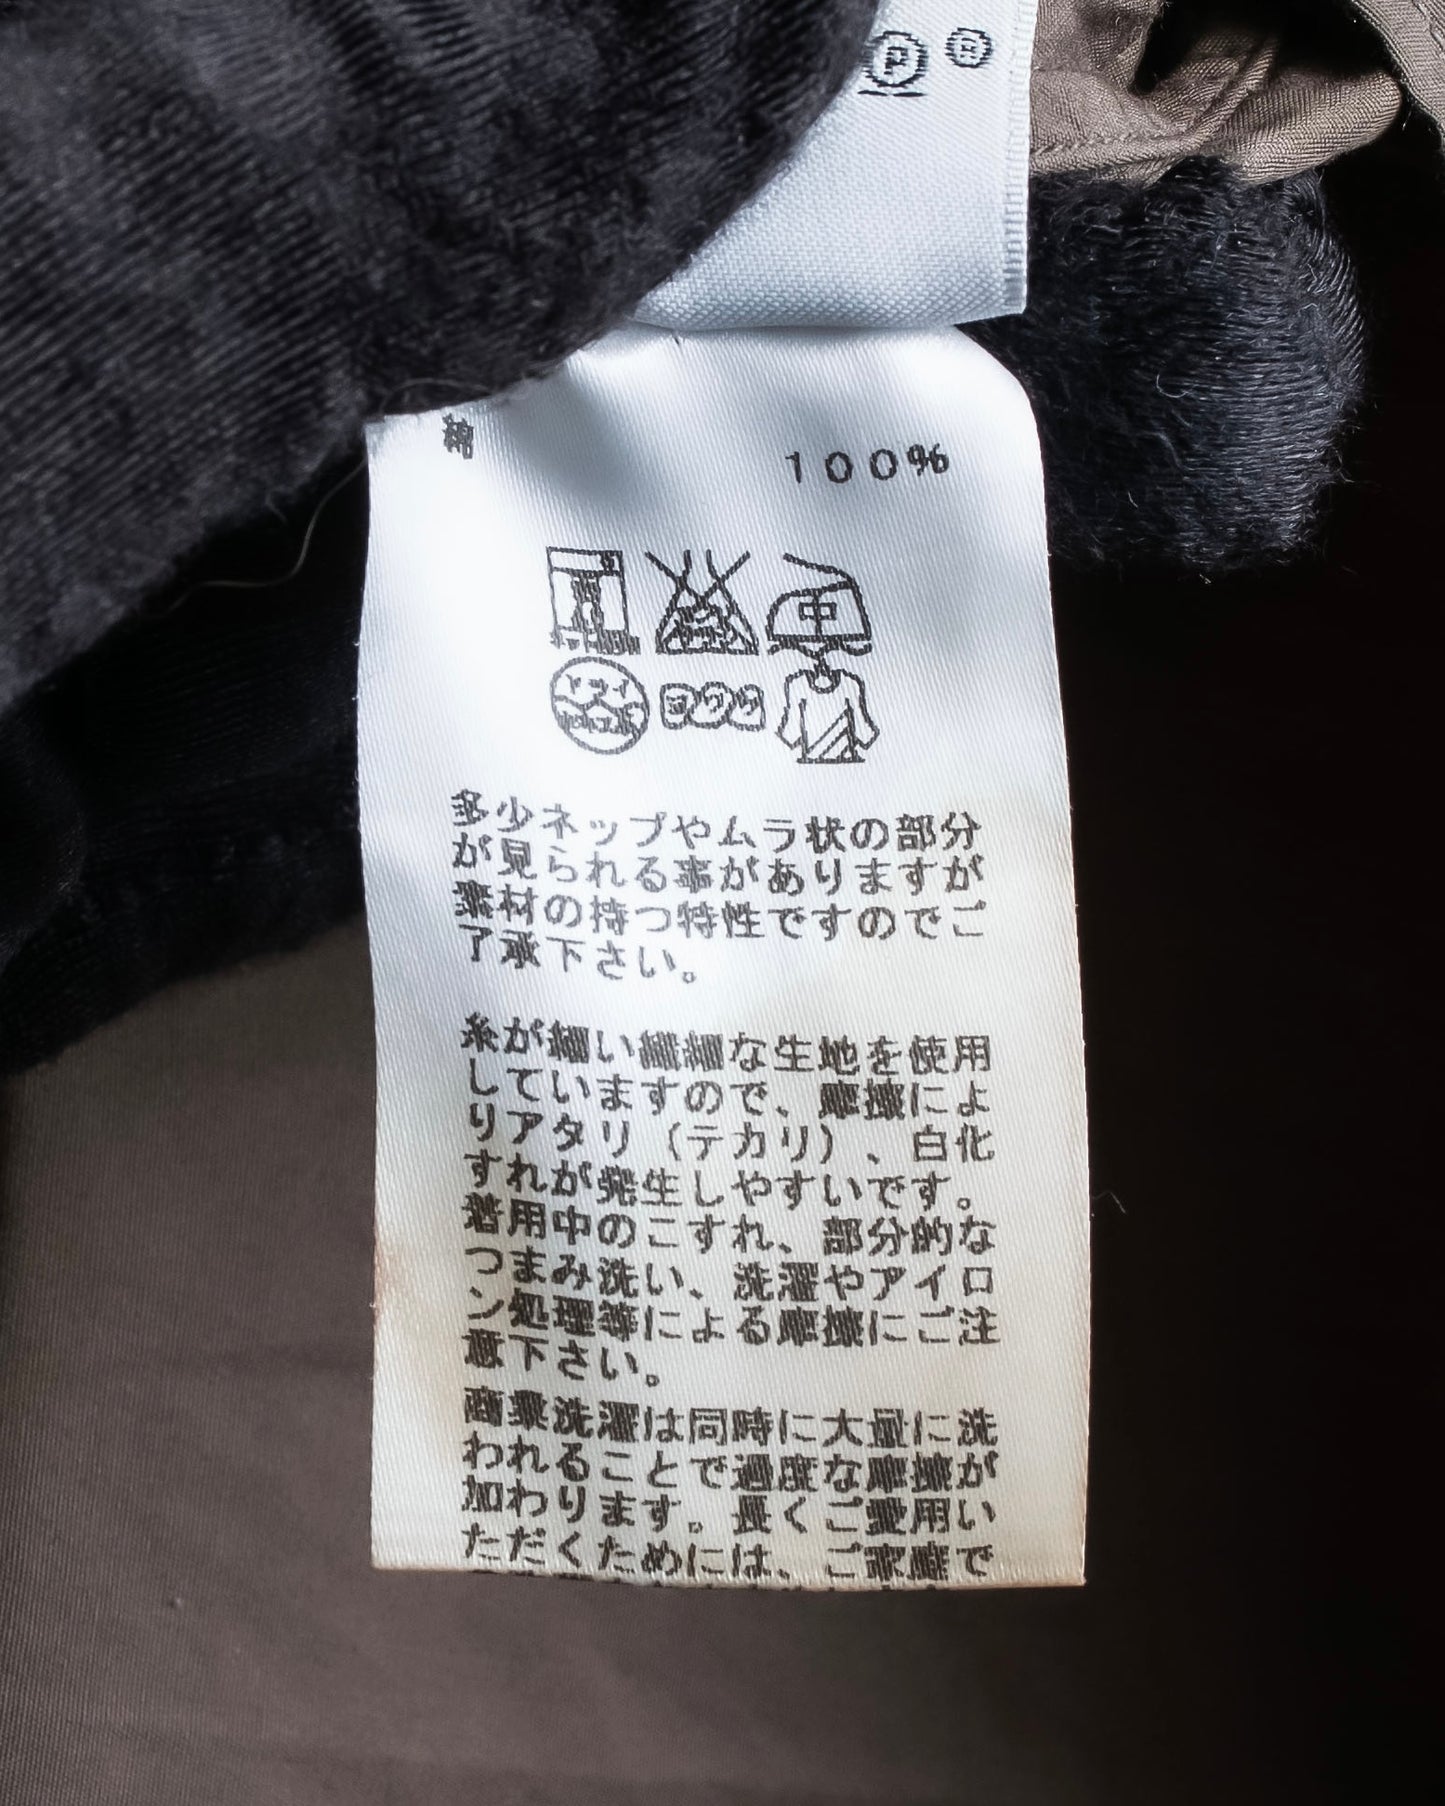 P ®
綿 100%
中
ドライ
ヨワク
多少ネップやムラ状の部分
が見られる事がありますが
素材の持つ特性ですのでご
了承下さい。
糸が細い繊細な生地を使用
していますので、摩擦によ
りアタリ（テカリ）、白化
すれが発生しやすいです。
着用中のこすれ、部分的な
つまみ洗い、洗濯やアイロ
ン処理等による摩擦にご注
意下さい。
商業洗濯は同時に大量に洗
われることで過度な摩擦が
加わります。長くご愛用い
ただくためには、ご家庭で